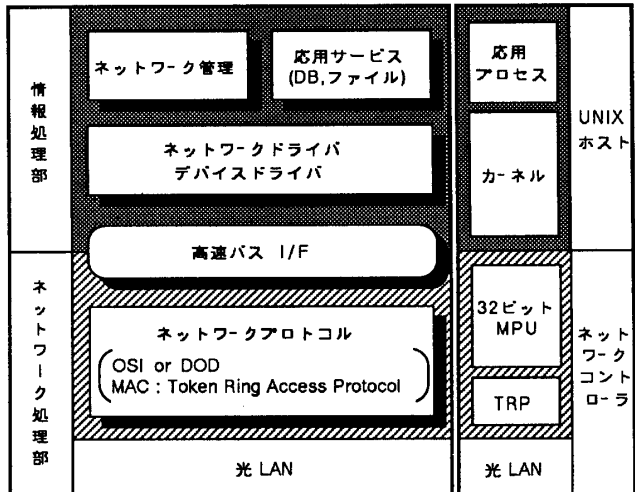 情報処理部
ネットワーク管理
応用サービス
(DB,ファイル)
ネットワークドライバ
デバイスドライバ
高速バス I/F
ネットワーク処理部
ネットワークプロトコル
OSI or DOD
MAC : Token Ring Access Protocol
光 LAN
応用
プロセス
カーネル
UNIX
ホスト
32ビット
MPU
TRP
ネット
ワーク
コント
ローラ
光 LAN